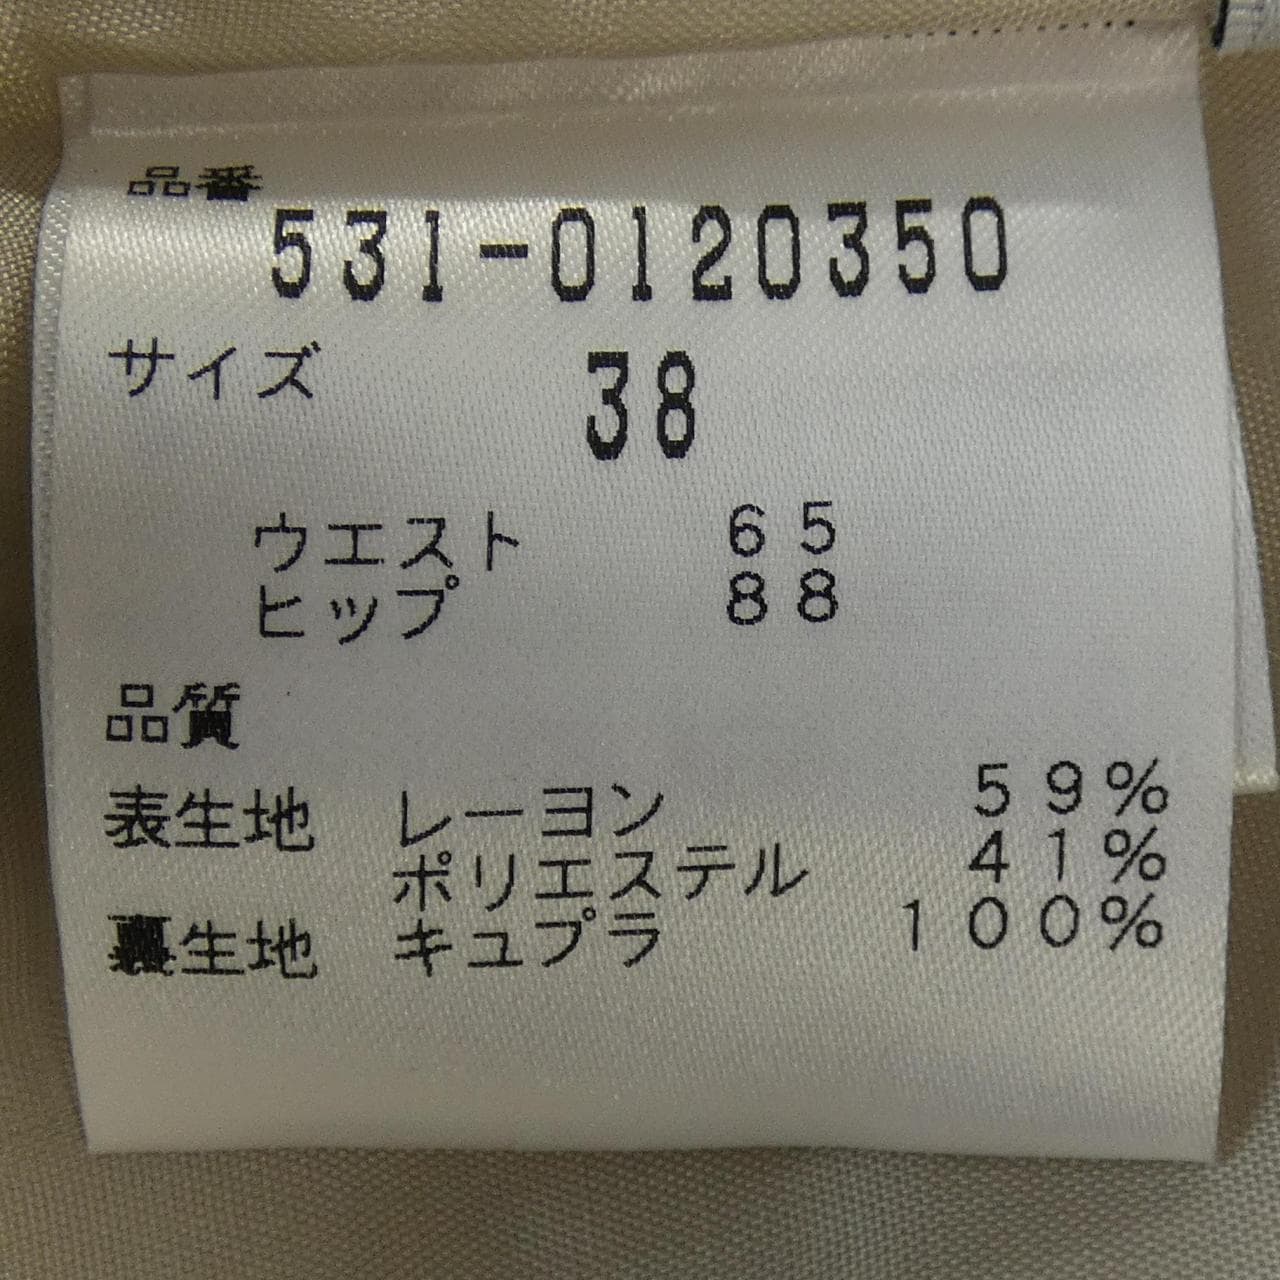 品番
531-0120350
サイズ 38
ウエスト 65
ヒップ 88
品質
表生地 レーヨン 59%
ポリエステル 41%
裏生地 キュプラ 100%